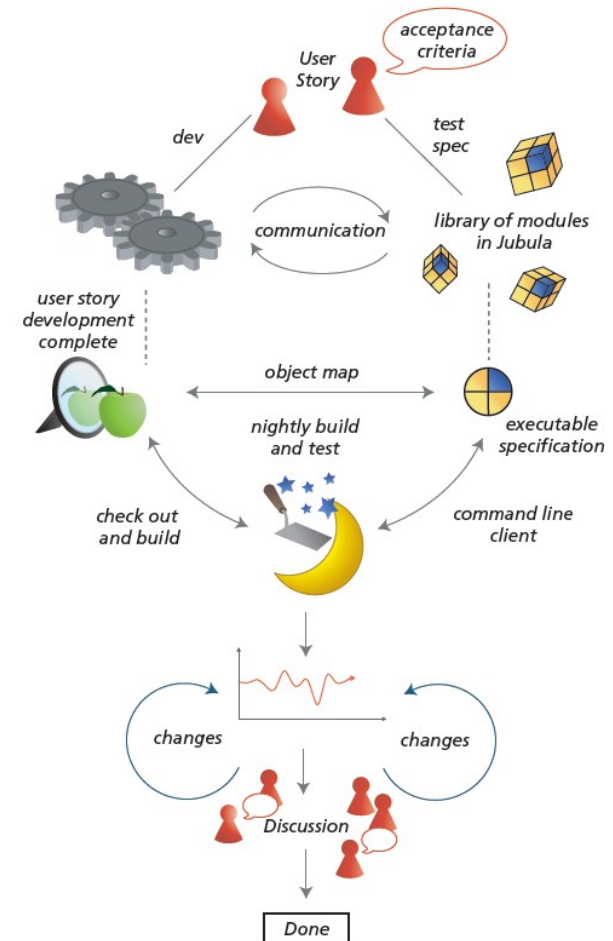 acceptance
criteria
User
Story
dev
test
spec
communication
library of modules
in Jubula
user story
development
complete
object map
nightly build
and test
executable
specification
check out
and build
command line
client
changes
changes
Discussion
Done